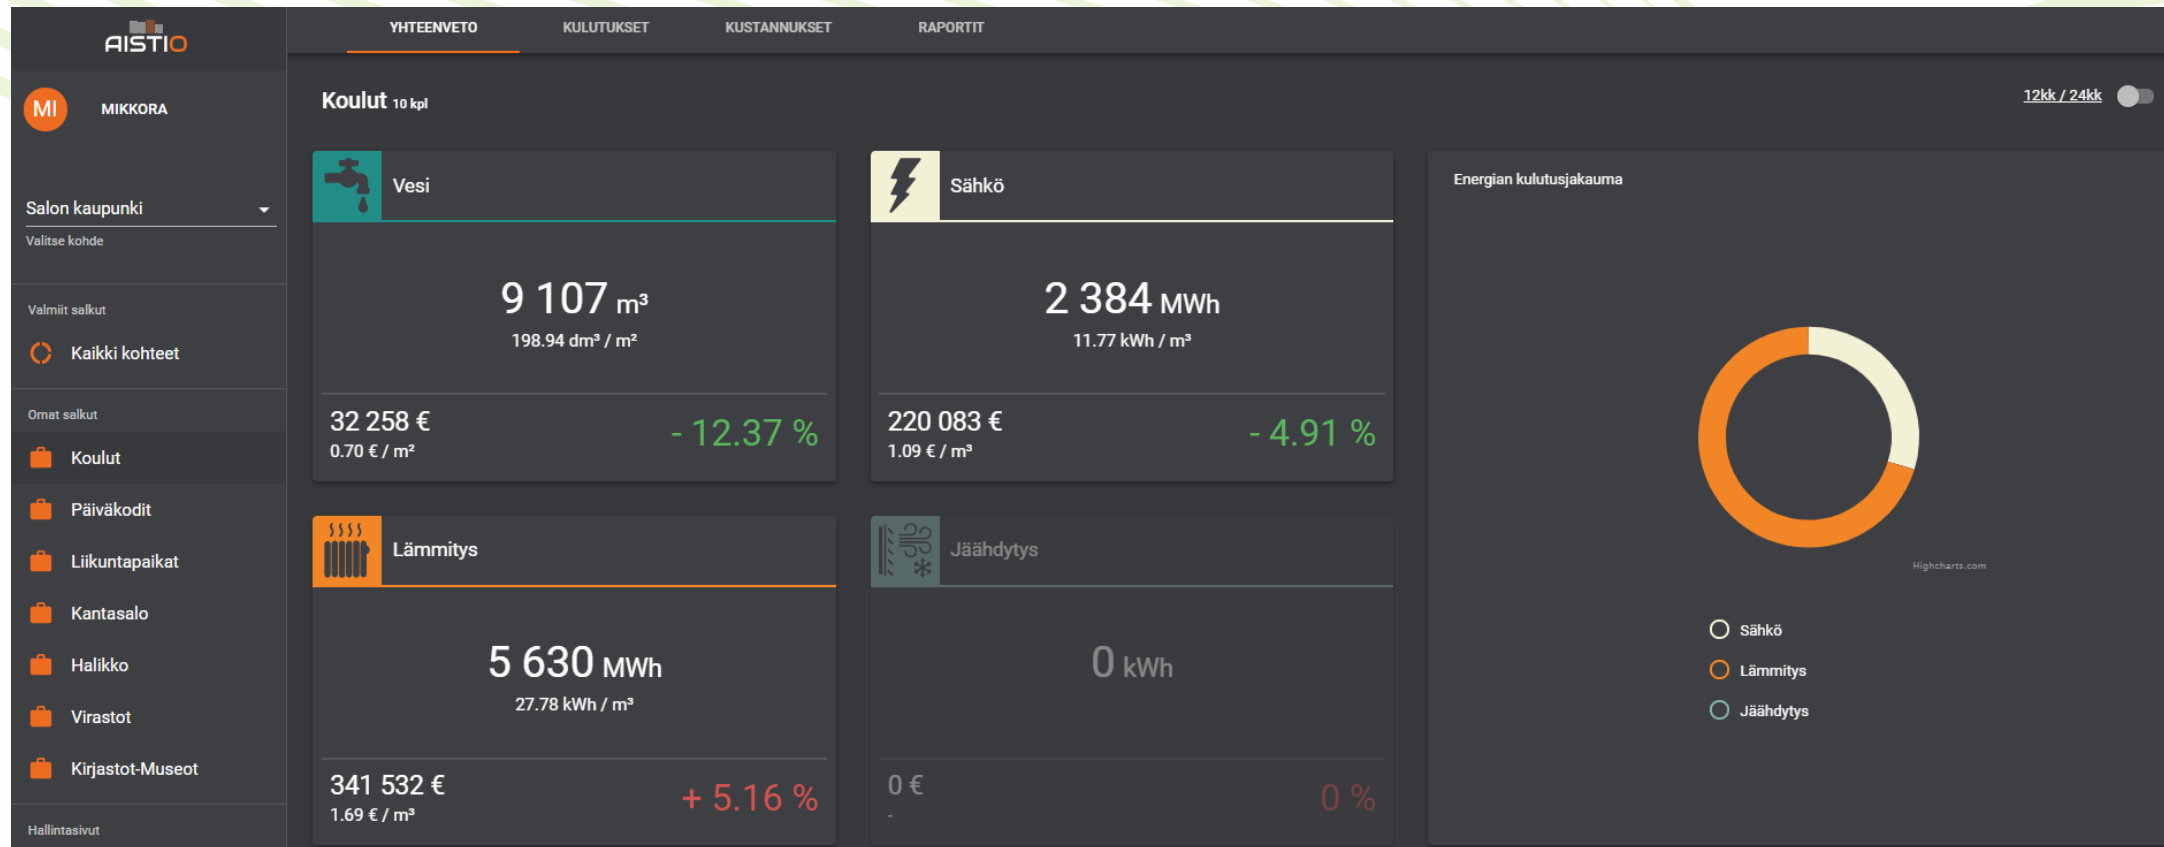 AISTIO
YHTEENVETO
KULUTUKSET
KUSTANNUKSET
RAPORTIT
MI
MIKKORA
Salon kaupunki
Valitse kohde
Valmiit salkut
Kaikki kohteet
Omat salkut
Koulut
Päiväkodit
Liikuntapaikat
Kantasalo
Halikko
Virastot
Kirjastot-Museot
Hallintasivut
Koulut 10 kpl
12kk / 24kk
Vesi
9 107 m³
198.94 dm³ / m²
32 258 €
0.70 € / m²
- 12.37 %
Sähkö
2 384 MWh
11.77 kWh / m³
220 083 €
1.09 € / m³
- 4.91 %
Lämmitys
5 630 MWh
27.78 kWh / m³
341 532 €
1.69 € / m³
+ 5.16 %
Jäähdytys
0 kWh
0 €
-
0 %
Energian kulutusjakauma
Highcharts.com
Sähkö
Lämmitys
Jäähdytys